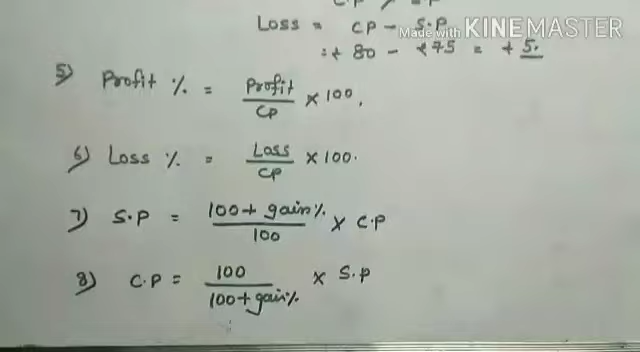 Loss = CP - S.P
Made with KINEMASTER
:₹ 80 - ₹75 = ₹ 5.
5) Profit % = Profit/CP × 100.
6) Loss % = Loss/CP × 100.
7) S.P = 100 + gain%/100 × C.P
8) C.P = 100/100 + gain% × S.P